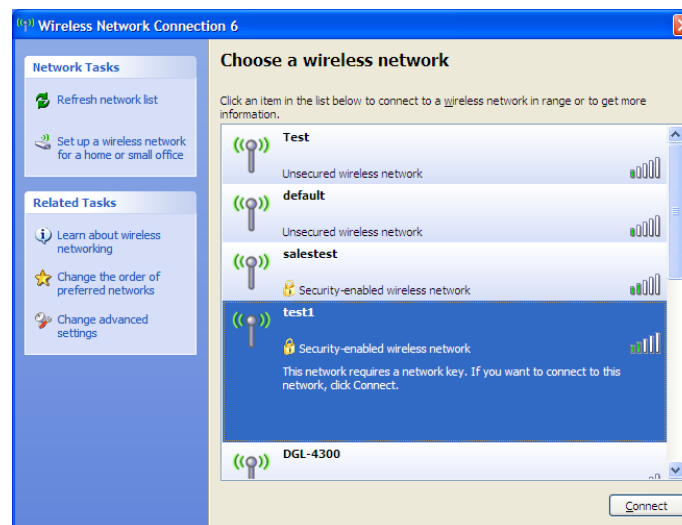 Wireless Network Connection 6
Network Tasks
Refresh network list
Set up a wireless network
for a home or small office
Related Tasks
Learn about wireless
networking
Change the order of
preferred networks
Change advanced
settings
Choose a wireless network
Click an item in the list below to connect to a wireless network in range or to get more
information.
Test
Unsecured wireless network
default
Unsecured wireless network
salestest
Security-enabled wireless network
test1
Security-enabled wireless network
This network requires a network key. If you want to connect to this
network, click Connect.
DGL-4300
Connect